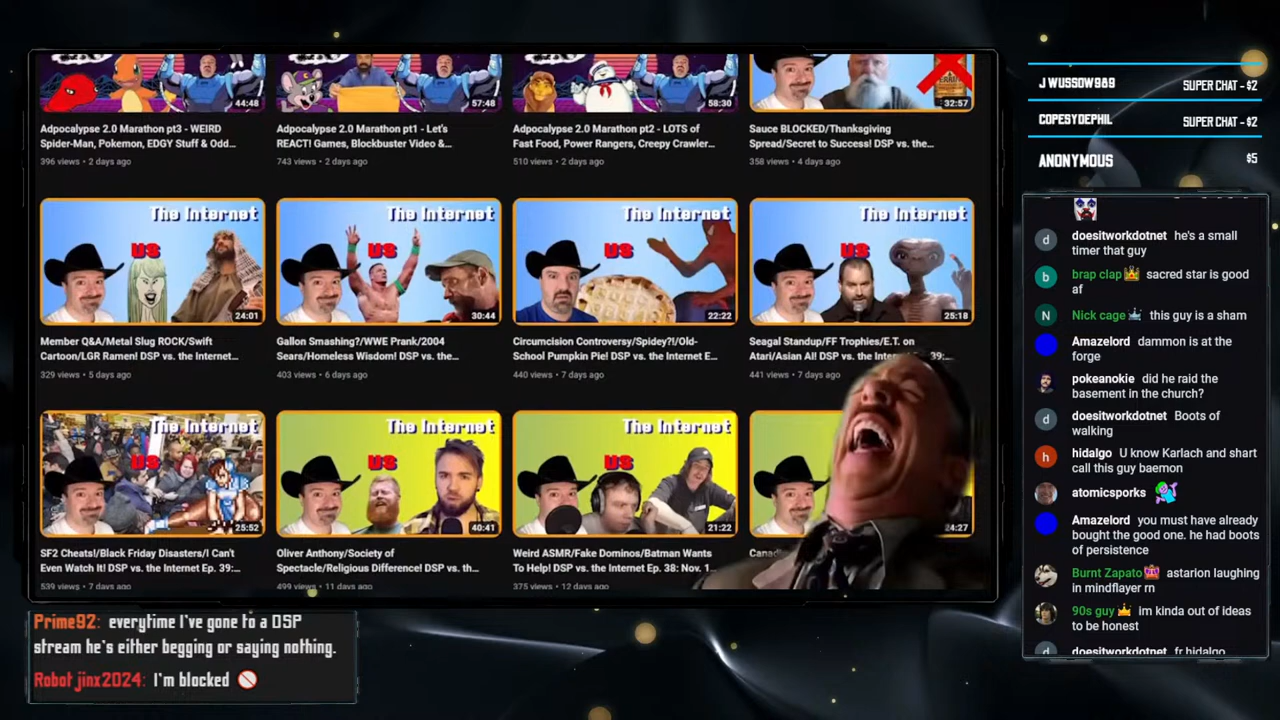 44:48
57:48
58:30
32:57
Adpocalypse 2.0 Marathon pt3 - WEIRD
Spider-Man, Pokemon, EDGY Stuff & Odd...
396 views • 2 days ago
Adpocalypse 2.0 Marathon pt1 - Let's
REACT! Games, Blockbuster Video &...
743 views • 2 days ago
Adpocalypse 2.0 Marathon pt2 - LOTS of
Fast Food, Power Rangers, Creepy Crawler...
510 views • 2 days ago
Sauce BLOCKED/Thanksgiving
Spread/Secret to Success! DSP vs. the...
358 views • 4 days ago
The Internet
US
24:01
The Internet
US
30:44
The Internet
US
22:22
The Internet
US
25:18
Member Q&A/Metal Slug ROCK/Swift
Cartoon/LGR Ramen! DSP vs. the Internet...
329 views • 5 days ago
Gallon Smashing?/WWE Prank/2004
Sears/Homeless Wisdom! DSP vs. the...
403 views • 6 days ago
Circumcision Controversy/Spidey?!/Old-
School Pumpkin Pie! DSP vs. the Internet E...
440 views • 7 days ago
Seagal Standup/FF Trophies/E.T. on
Atari/Asian AI! DSP vs. the Internet 39:
441 views • 7 days ago
The Internet
US
25:52
The Internet
US
40:41
The Internet
US
21:22
24:27
SF2 Cheats!/Black Friday Disasters/I Can't
Even Watch It! DSP vs. the Internet Ep. 39:...
539 views • 7 days ago
Oliver Anthony/Society of
Spectacle/Religious Difference! DSP vs. th...
499 views • 11 days ago
Weird ASMR/Fake Dominos/Batman Wants
To Help! DSP vs. the Internet Ep. 38: Nov. 1...
375 views • 12 days ago
Prime92: everytime I've gone to a DSP
stream he's either begging or saying nothing.
Robot jinx2024: I'm blocked
J WUSSOW989 SUPER CHAT - $2
COPESYDEPHIL SUPER CHAT - $2
ANONYMOUS $5
doesitworkdotnet he's a small
timer that guy
brap clap sacred star is good
af
Nick cage this guy is a sham
Amazelord dammon is at the
forge
pokeanokie did he raid the
basement in the church?
doesitworkdotnet Boots of
walking
hidalgo U know Karlach and shart
call this guy baemon
atomicsporks
Amazelord you must have already
bought the good one. he had boots
of persistence
Burnt Zapato astarion laughing
in mindflayer rn
90s guy im kinda out of ideas
to be honest
doesitworkdotnet fr hidalgo